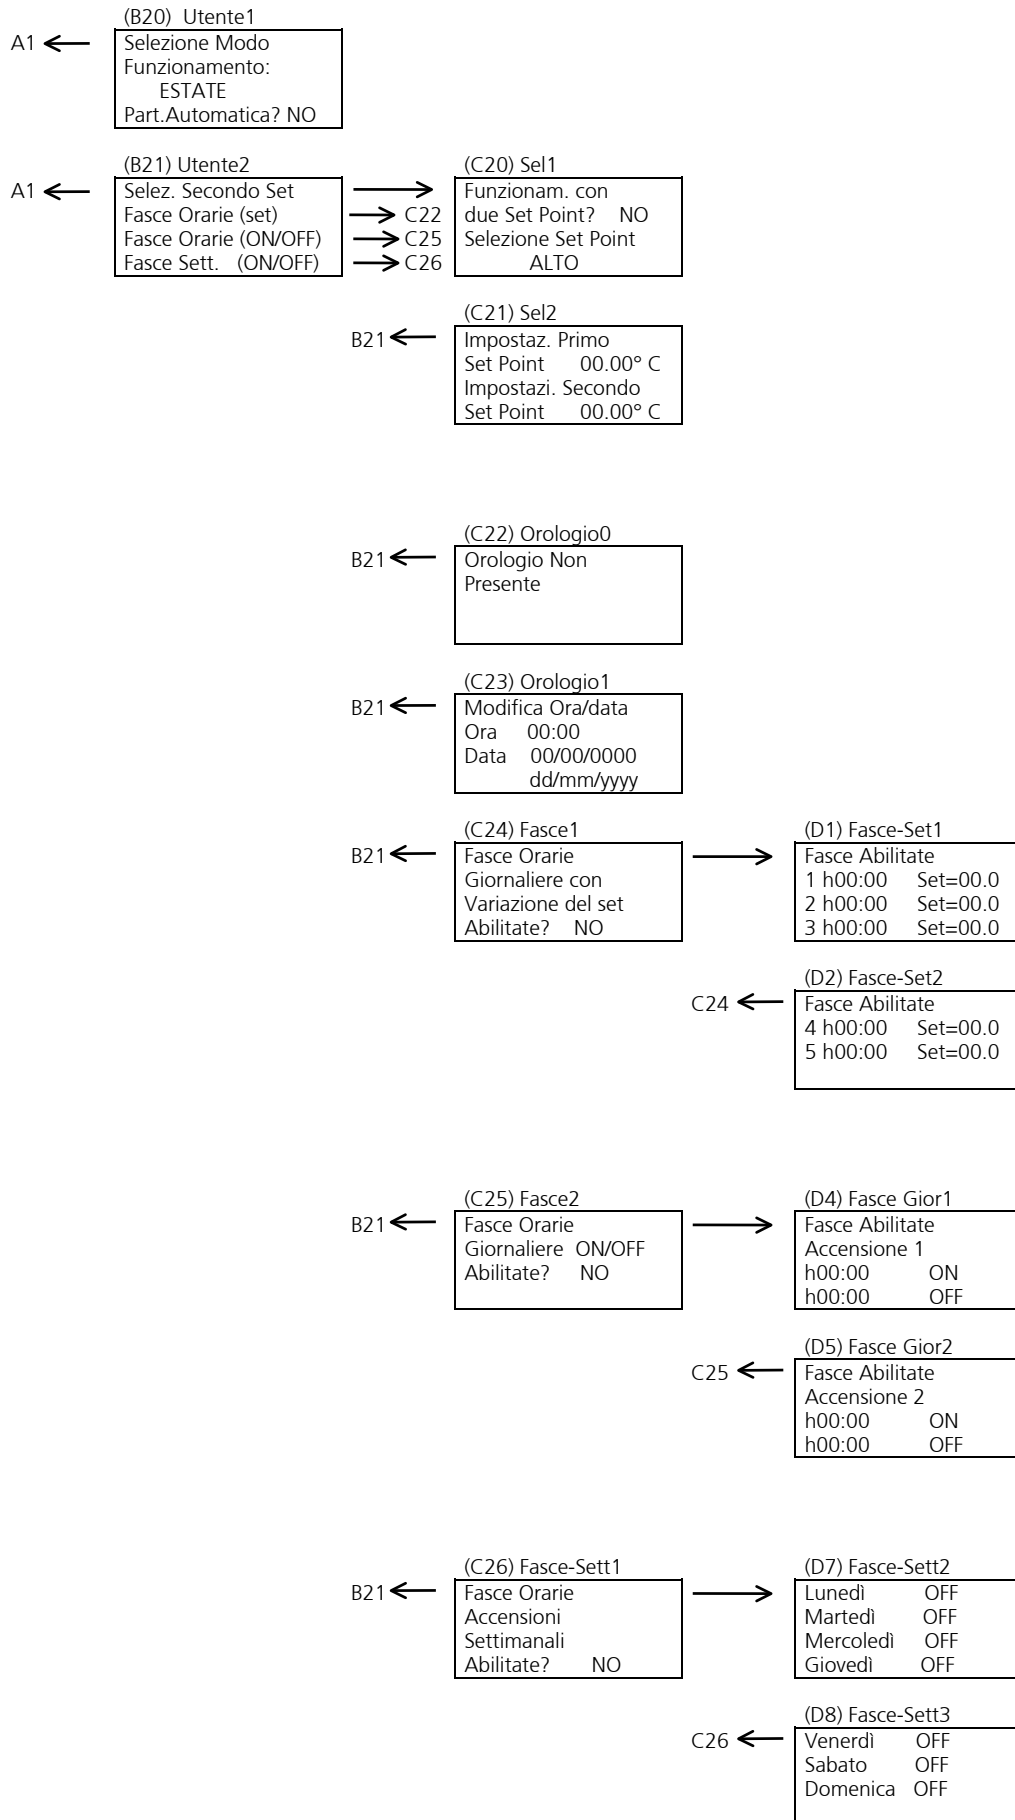 (B20) Utente1
A1
Selezione Modo
Funzionamento:
ESTATE
Part.Automatica? NO
(B21) Utente2
A1
Selez. Secondo Set
Fasce Orarie (set)
C22
Fasce Orarie (ON/OFF)
C25
Fasce Sett. (ON/OFF)
C26
(C20) Sel1
Funzionam. con
due Set Point? NO
Selezione Set Point
ALTO
(C21) Sel2
B21
Impostaz. Primo
Set Point 00.00° C
Impostazi. Secondo
Set Point 00.00° C
(C22) Orologio0
B21
Orologio Non
Presente
(C23) Orologio1
B21
Modifica Ora/data
Ora 00:00
Data 00/00/0000
dd/mm/yyyy
(C24) Fasce1
B21
Fasce Orarie
Giornaliere con
Variazione del set
Abilitate? NO
(D1) Fasce-Set1
Fasce Abilitate
1 h00:00 Set=00.0
2 h00:00 Set=00.0
3 h00:00 Set=00.0
(D2) Fasce-Set2
C24
Fasce Abilitate
4 h00:00 Set=00.0
5 h00:00 Set=00.0
(C25) Fasce2
B21
Fasce Orarie
Giornaliere ON/OFF
Abilitate? NO
(D4) Fasce Gior1
Fasce Abilitate
Accensione 1
h00:00 ON
h00:00 OFF
(D5) Fasce Gior2
C25
Fasce Abilitate
Accensione 2
h00:00 ON
h00:00 OFF
(C26) Fasce-Sett1
B21
Fasce Orarie
Accensioni
Settimanali
Abilitate? NO
(D7) Fasce-Sett2
Lunedì OFF
Martedì OFF
Mercoledì OFF
Giovedì OFF
(D8) Fasce-Sett3
C26
Venerdì OFF
Sabato OFF
Domenica OFF